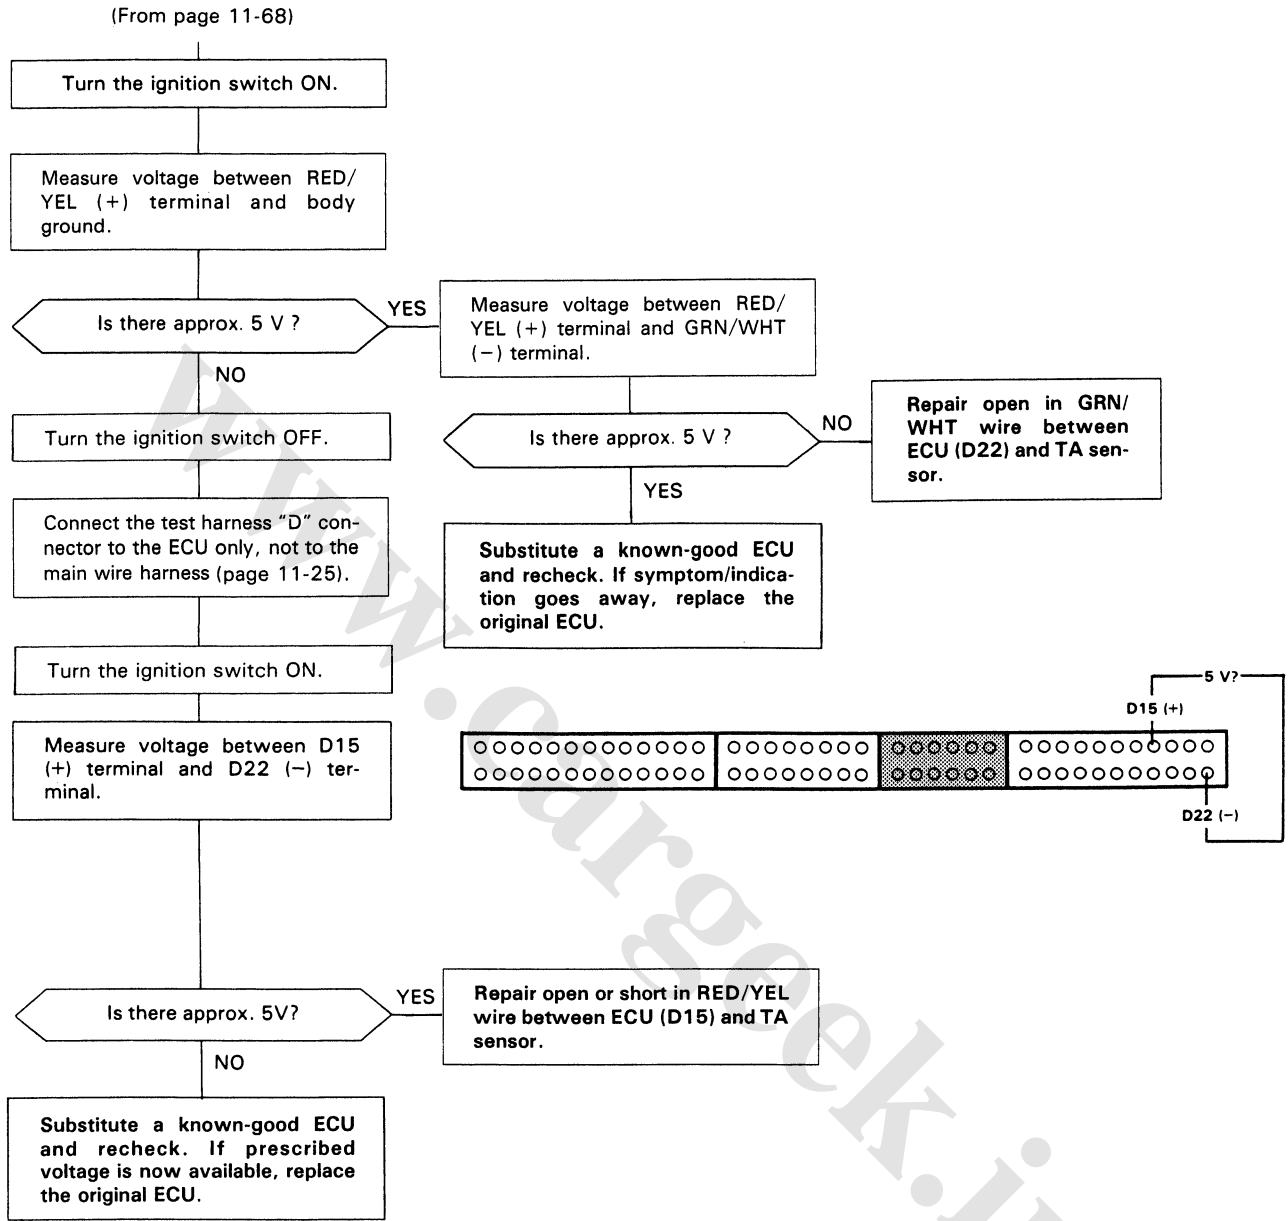 (From page 11-68)
Turn the ignition switch ON.
Measure voltage between RED/
YEL (+) terminal and body
ground.
Is there approx. 5 V ?
YES
Measure voltage between RED/
YEL (+) terminal and GRN/WHT
(−) terminal.
NO
Turn the ignition switch OFF.
Is there approx. 5 V ?
NO
Repair open in GRN/
WHT wire between
ECU (D22) and TA sen-
sor.
YES
Connect the test harness "D" con-
nector to the ECU only, not to the
main wire harness (page 11-25).
Substitute a known-good ECU
and recheck. If symptom/indica-
tion goes away, replace the
original ECU.
Turn the ignition switch ON.
Measure voltage between D15
(+) terminal and D22 (−) ter-
minal.
5 V?
D15 (+)
D22 (−)
Is there approx. 5V?
YES
Repair open or short in RED/YEL
wire between ECU (D15) and TA
sensor.
NO
Substitute a known-good ECU
and recheck. If prescribed
voltage is now available, replace
the original ECU.
www.cargeek.i